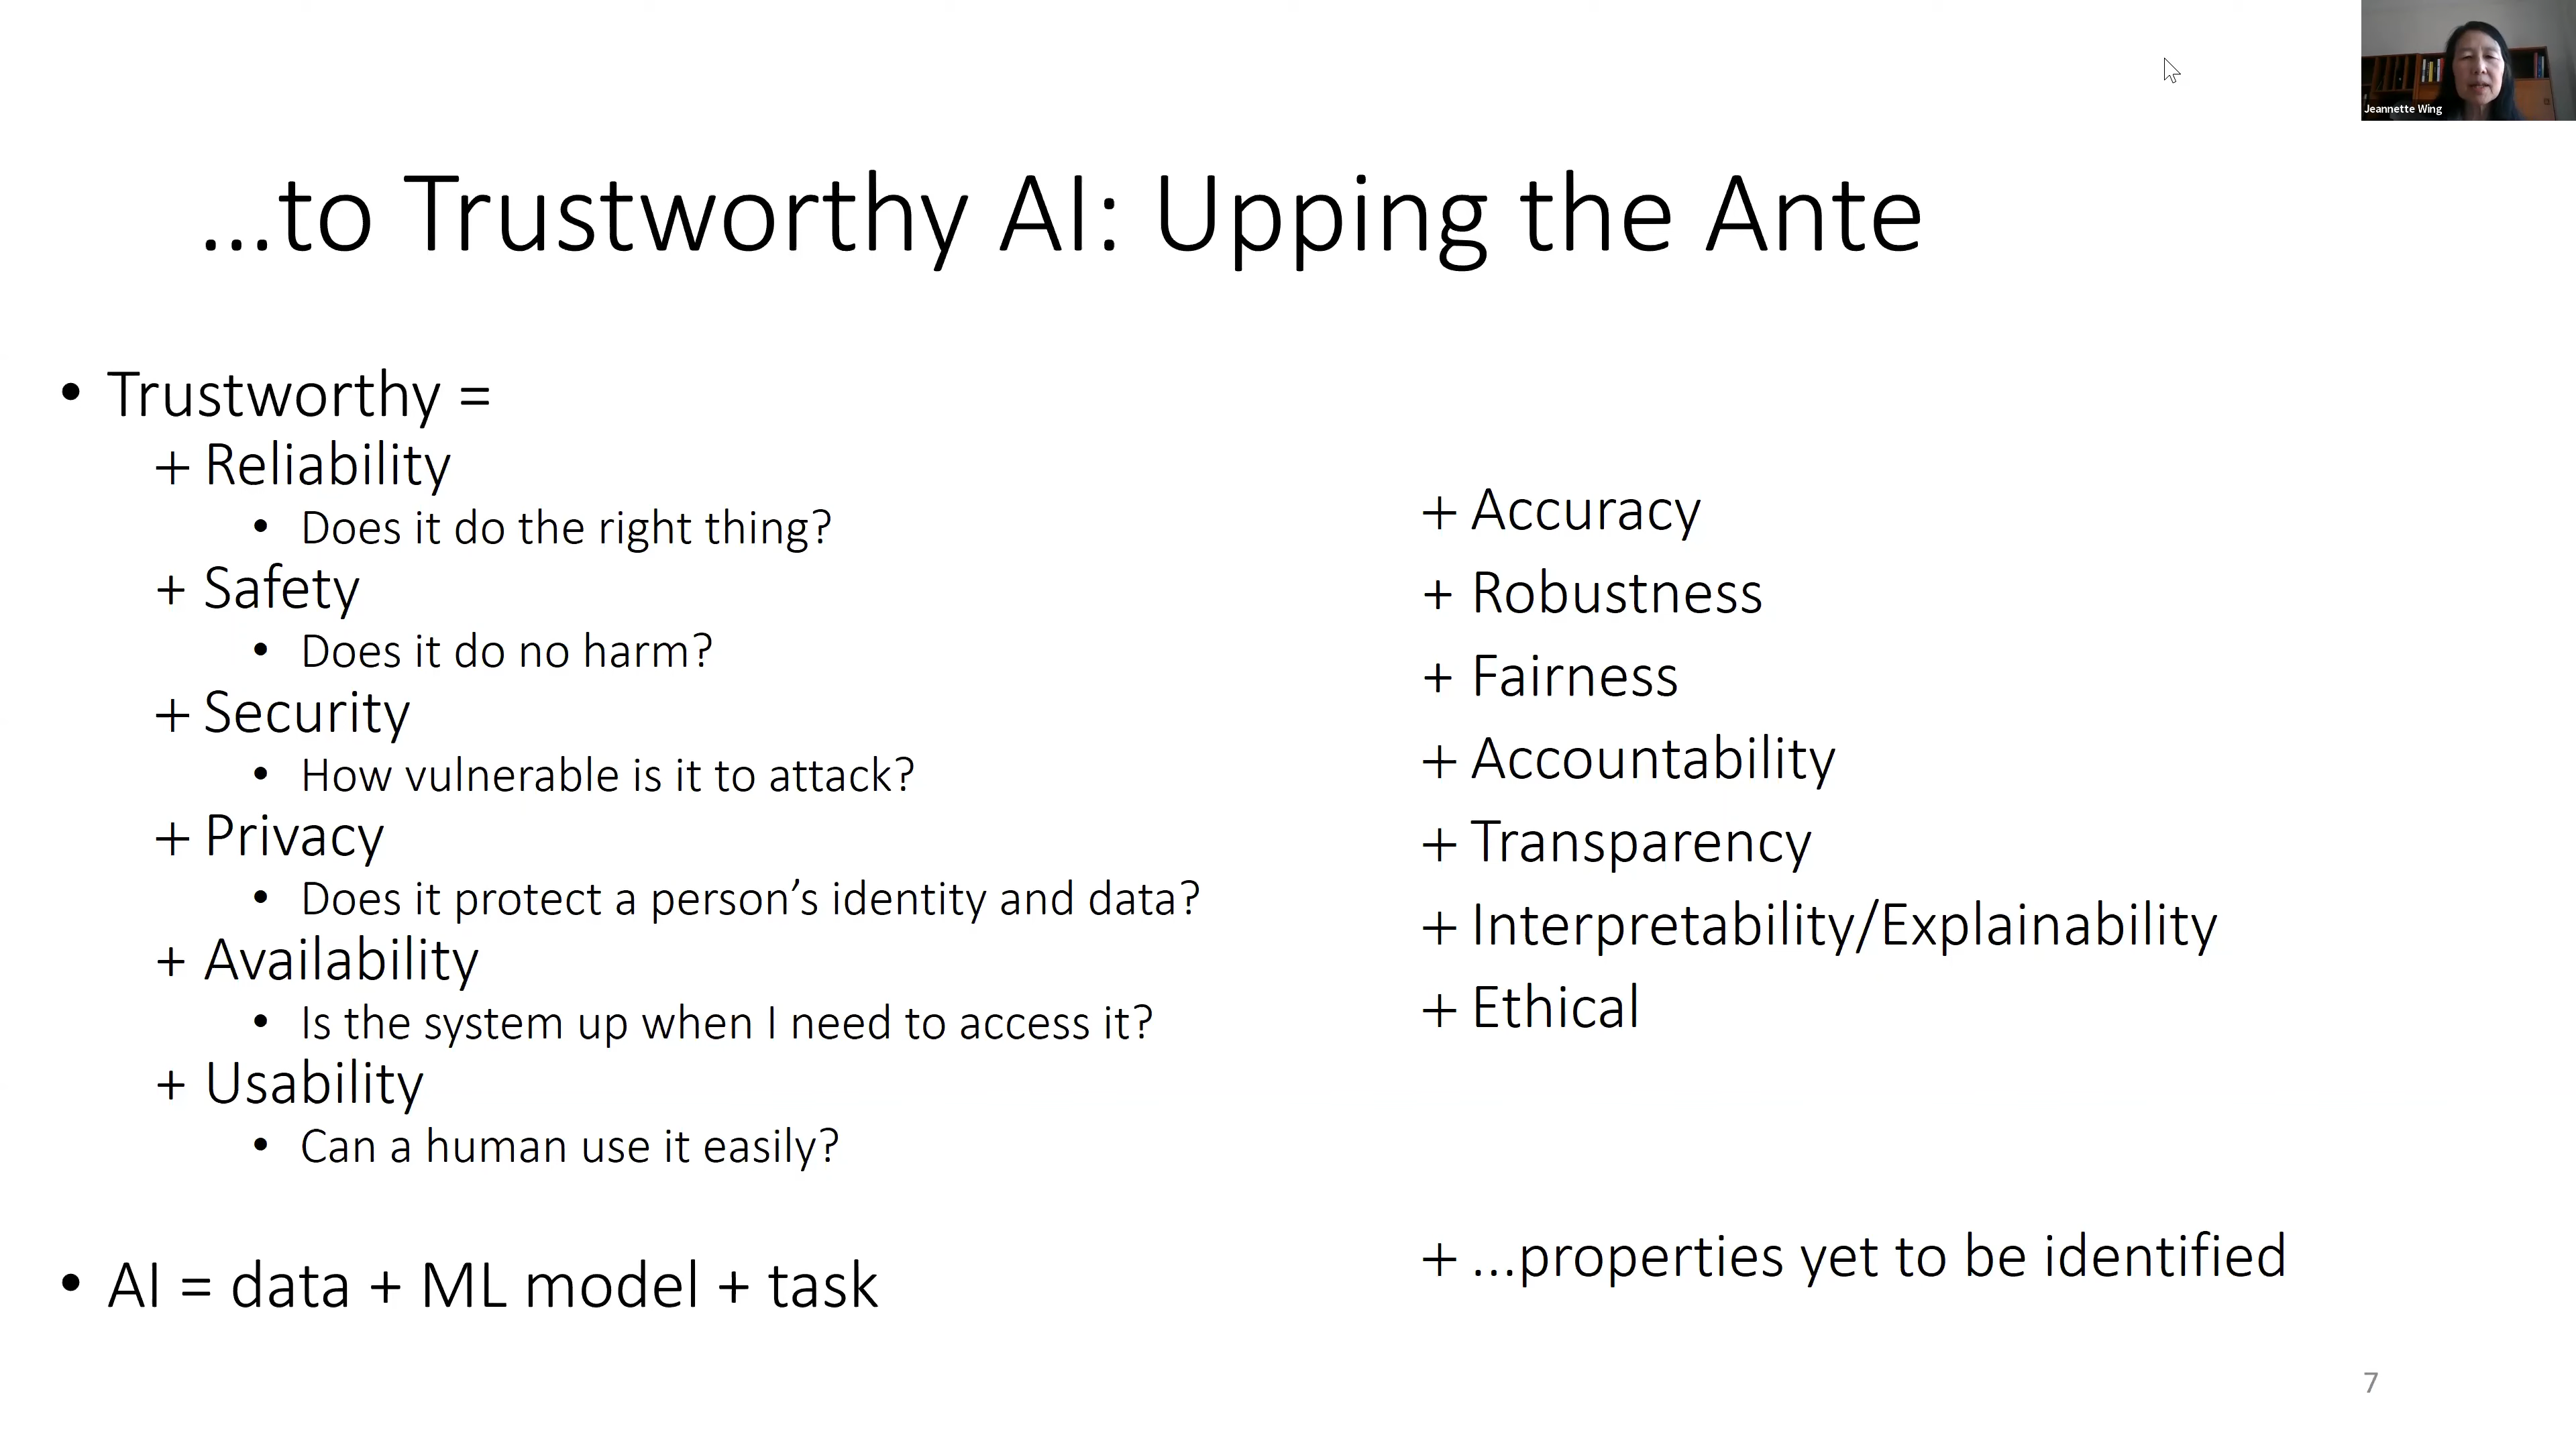 Jeannette Wing
...to Trustworthy AI: Upping the Ante
• Trustworthy =
+ Reliability
• Does it do the right thing?
+ Safety
• Does it do no harm?
+ Security
• How vulnerable is it to attack?
+ Privacy
• Does it protect a person’s identity and data?
+ Availability
• Is the system up when I need to access it?
+ Usability
• Can a human use it easily?
• AI = data + ML model + task
+ Accuracy
+ Robustness
+ Fairness
+ Accountability
+ Transparency
+ Interpretability/Explainability
+ Ethical
+ ...properties yet to be identified
7